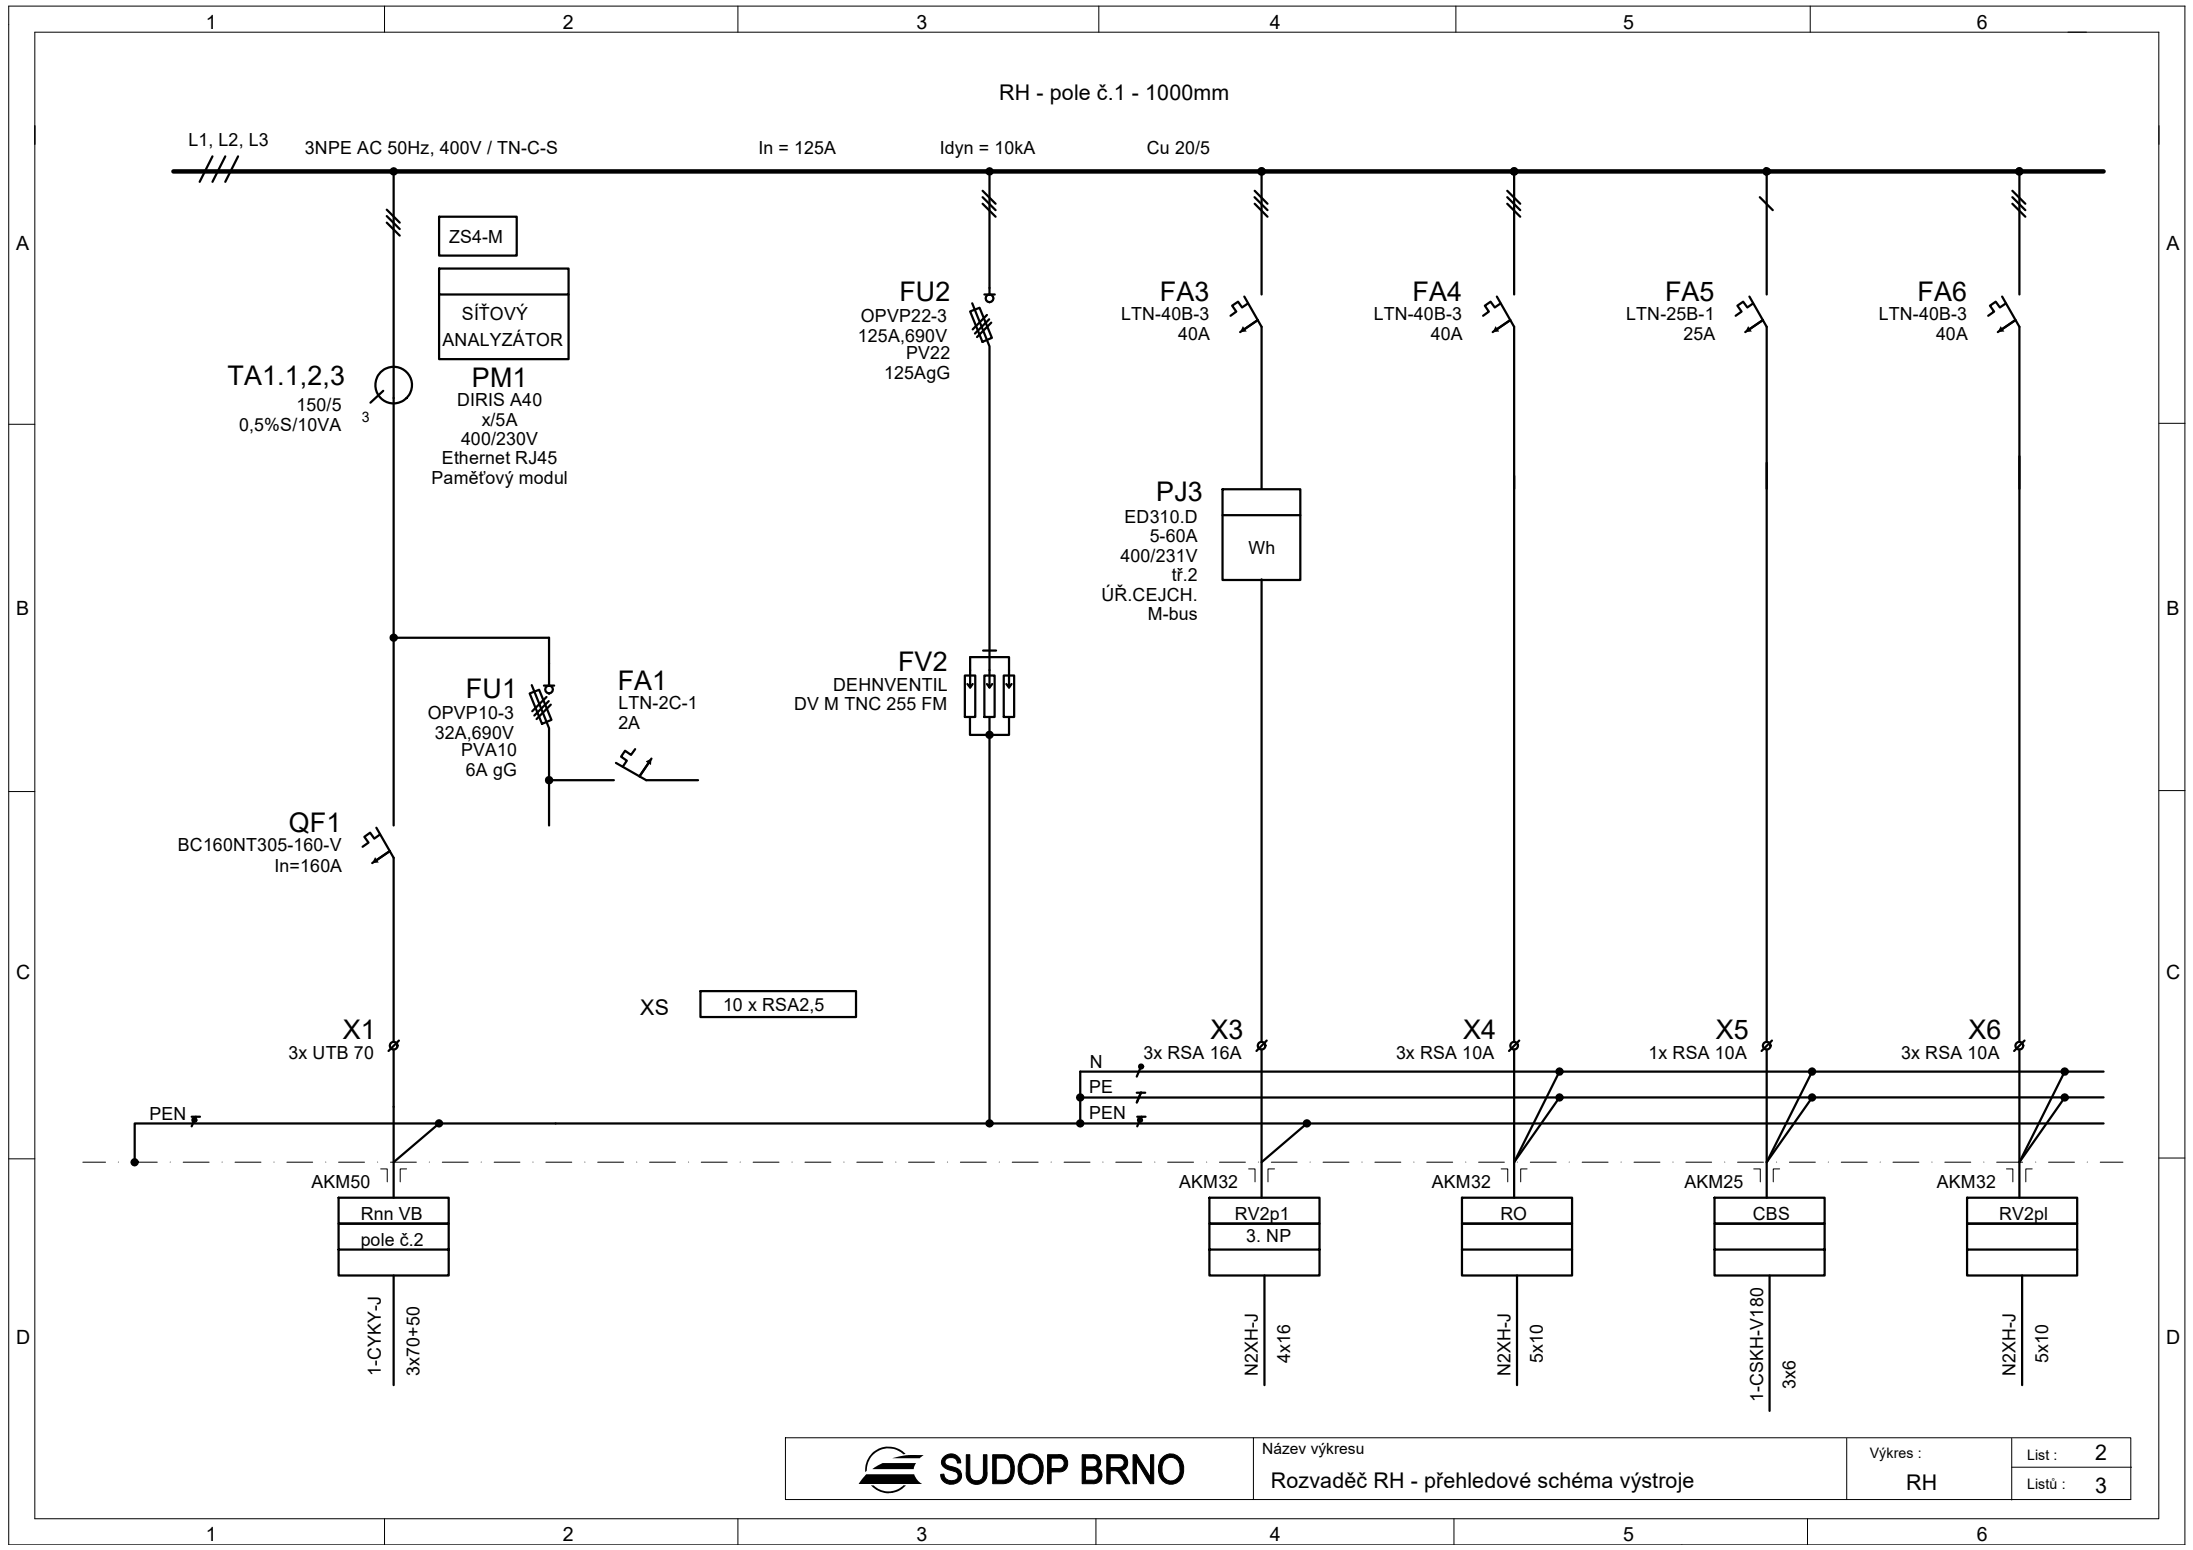 1 2 3 4 5 6
RH - pole č.1 - 1000mm
L1, L2, L3
3NPE AC 50Hz, 400V / TN-C-S
In = 125A
Idyn = 10kA
Cu 20/5
A
A
ZS4-M
SÍŤOVÝ
ANALYZÁTOR
TA1.1,2,3
150/5
0,5%S/10VA
3
PM1
DIRIS A40
x/5A
400/230V
Ethernet RJ45
Paměťový modul
FU2
OPVP22-3
125A,690V
PV22
125AgG
FA3
LTN-40B-3
40A
FA4
LTN-40B-3
40A
FA5
LTN-25B-1
25A
FA6
LTN-40B-3
40A
PJ3
ED310.D
5-60A
400/231V
tř.2
ÚŘ.CEJCH.
M-bus
Wh
B
B
FU1
OPVP10-3
32A,690V
PVA10
6A gG
FA1
LTN-2C-1
2A
FV2
DEHNVENTIL
DV M TNC 255 FM
QF1
BC160NT305-160-V
In=160A
C
C
XS
10 x RSA2,5
X1
3x UTB 70
X3
3x RSA 16A
X4
3x RSA 10A
X5
1x RSA 10A
X6
3x RSA 10A
N
PE
PEN
PEN
AKM50
Rnn VB
pole č.2
1-CYKY-J
3x70+50
AKM32
RV2p1
3. NP
N2XH-J
4x16
AKM32
RO
N2XH-J
5x10
AKM25
CBS
1-CSKH-V180
3x6
AKM32
RV2pl
N2XH-J
5x10
D
D
SUDOP BRNO
Název výkresu
Rozvaděč RH - přehledové schéma výstroje
Výkres :
RH
List : 2
Listů : 3
1 2 3 4 5 6